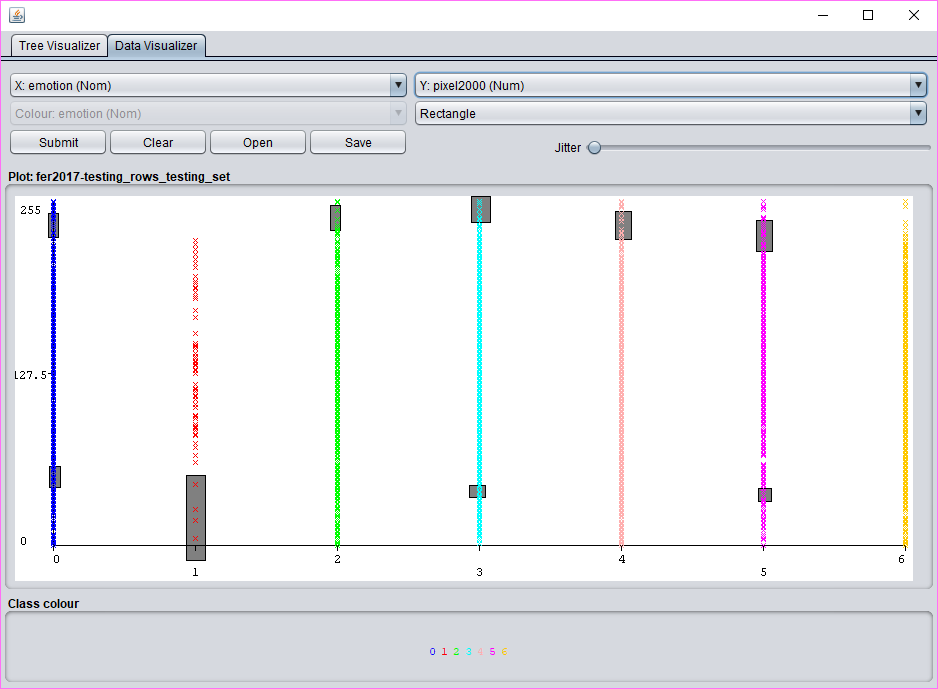 Tree Visualizer Data Visualizer
X: emotion (Nom) Y: pixel2000 (Num)
Colour: emotion (Nom) Rectangle
Submit Clear Open Save Jitter
Plot: fer2017-testing_rows_testing_set
255
127.5
0
0 1 2 3 4 5 6
Class colour
0 1 2 3 4 5 6